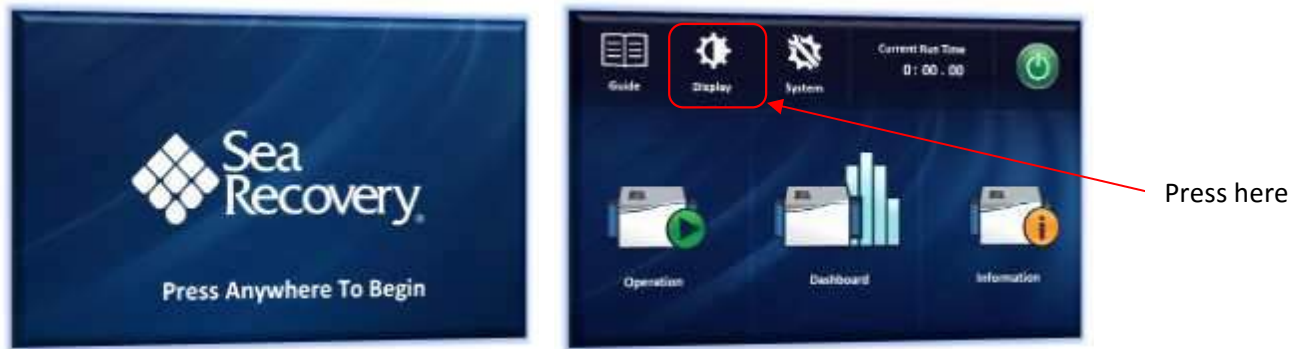 Sea
Recovery®
Press Anywhere To Begin
Guide
Display
System
Current Run Time
0: 00 . 00
Operation
Dashboard
Information
Press here